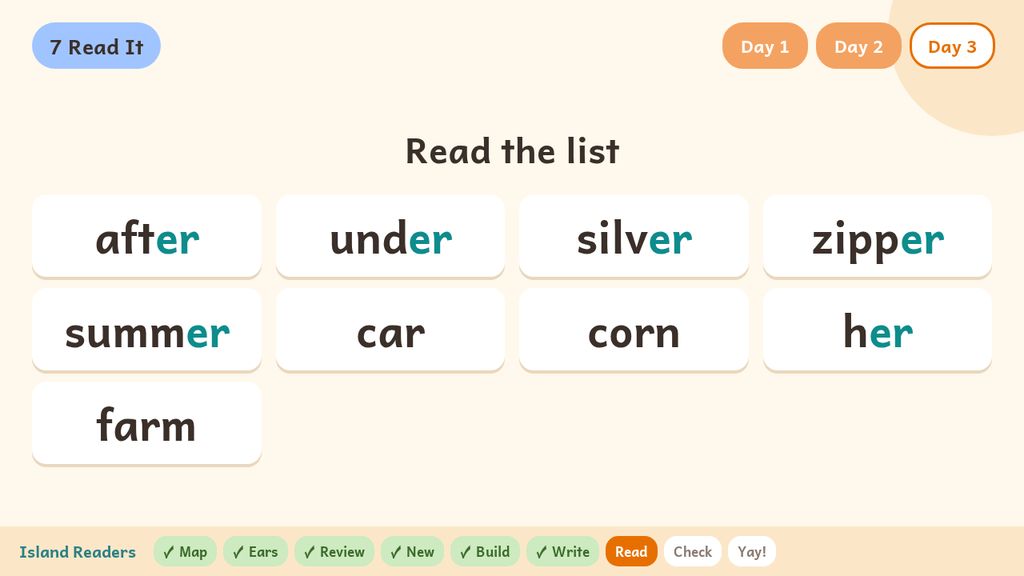 7 Read It
Day 1 Day 2 Day 3
Read the list
after under silver zipper
summer car corn her
farm
Island Readers ✓ Map ✓ Ears ✓ Review ✓ New ✓ Build ✓ Write Read Check Yay!